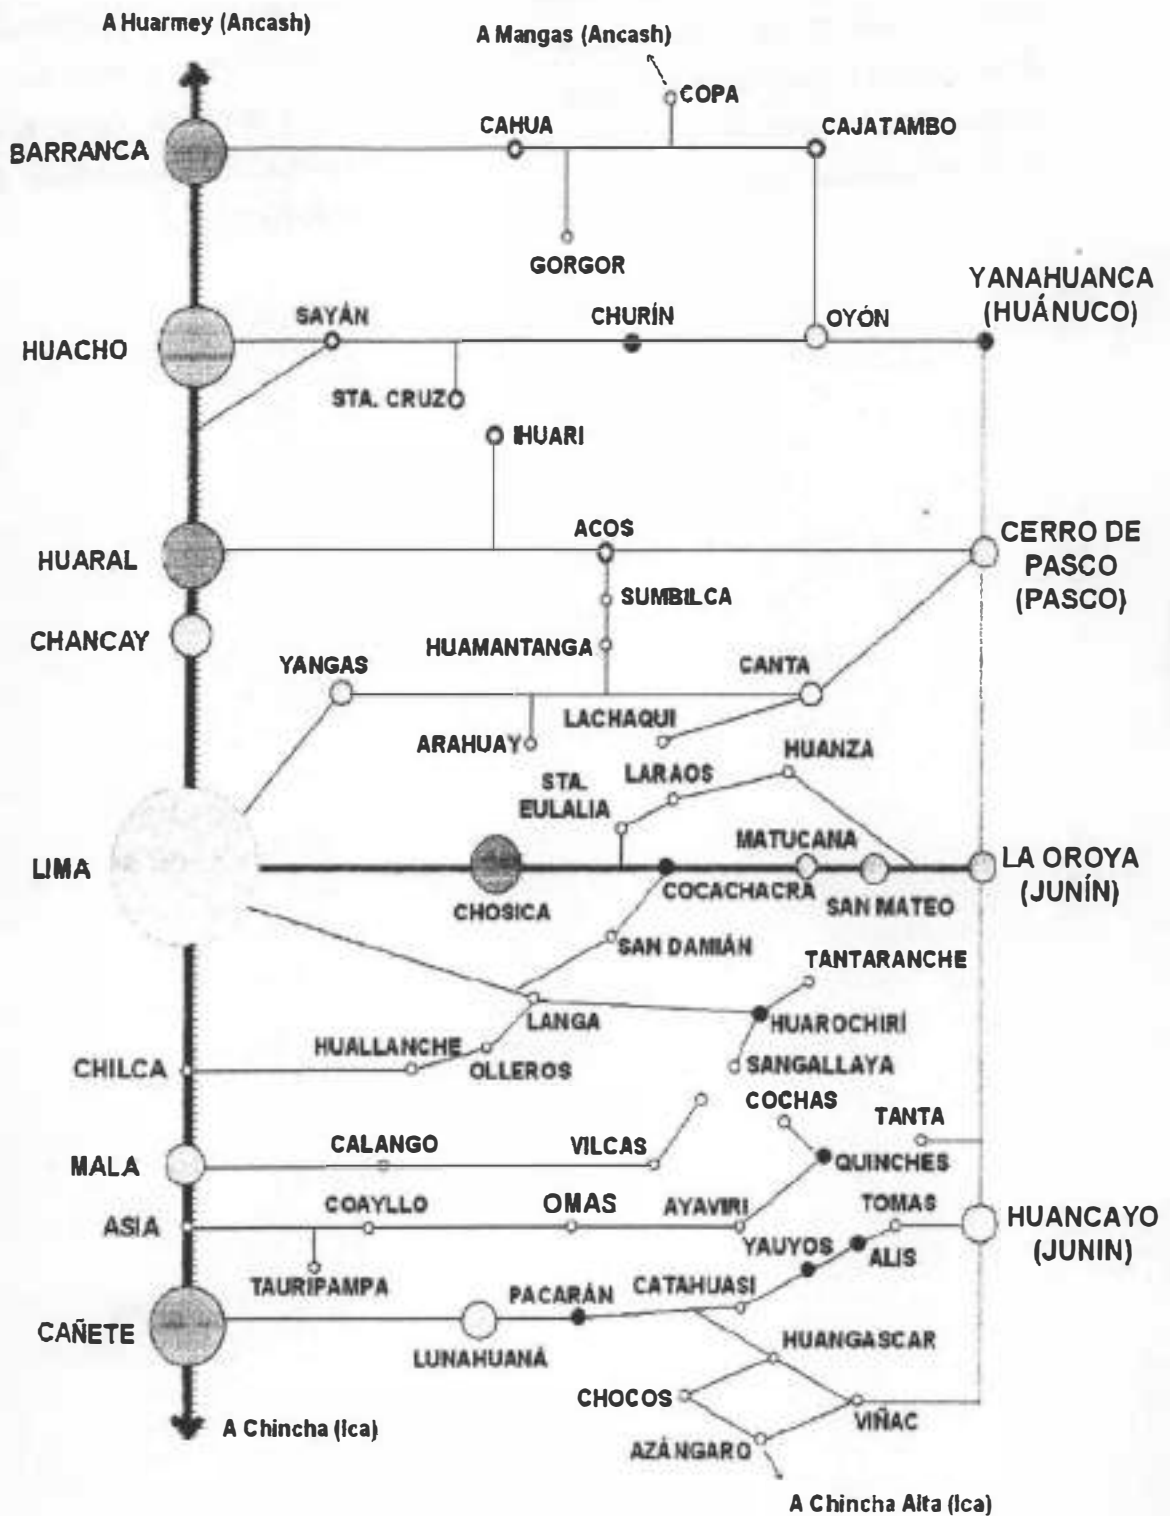 A Huarmey (Ancash)
A Mangas (Ancash)
COPA
CAHUA
CAJATAMBO
BARRANCA
GORGOR
YANAHUANCA
(HUÁNUCO)
SAYÁN
CHURÍN
OYÓN
HUACHO
STA. CRUZ
IHUARI
ACOS
CERRO DE
PASCO
(PASCO)
HUARAL
SUMBILCA
CHANCAY
HUAMANTANGA
YANGAS
CANTA
LACHAQUI
ARAHUAY
HUANZA
LARAOS
STA.
EULALIA
MATUCANA
LIMA
LA OROYA
(JUNÍN)
COCACHACRA
CHOSICA
SAN MATEO
SAN DAMIÁN
TANTARANCHE
LANGA
HUAROCHIRÍ
HUALLANCHE
CHILCA
OLLEROS
SANGALLAYA
COCHAS
TANTA
CALANGO
VILCAS
MALA
QUINCHES
COAYLLO
OMAS
AYAVIRI
TOMAS
ASIA
HUANCAYO
(JUNIN)
YAUYOS
ALIS
TAURIPAMPA
PACARÁN
CATAHUASI
CAÑETE
HUANGASCAR
LUNAHUANÁ
CHOCOS
VIÑAC
A Chincha (Ica)
AZÁNGARO
A Chincha Alta (Ica)